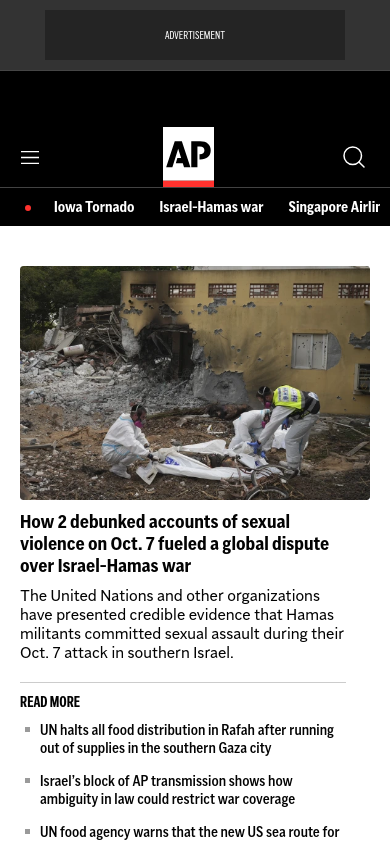 ADVERTISEMENT
AP
Iowa Tornado Israel-Hamas war Singapore Airlir
How 2 debunked accounts of sexual
violence on Oct. 7 fueled a global dispute
over Israel-Hamas war
The United Nations and other organizations
have presented credible evidence that Hamas
militants committed sexual assault during their
Oct. 7 attack in southern Israel.
READ MORE
UN halts all food distribution in Rafah after running
out of supplies in the southern Gaza city
Israel’s block of AP transmission shows how
ambiguity in law could restrict war coverage
UN food agency warns that the new US sea route for